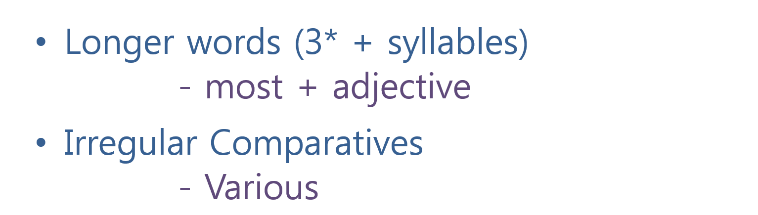 • Longer words (3* + syllables)
- most + adjective
• Irregular Comparatives
- Various